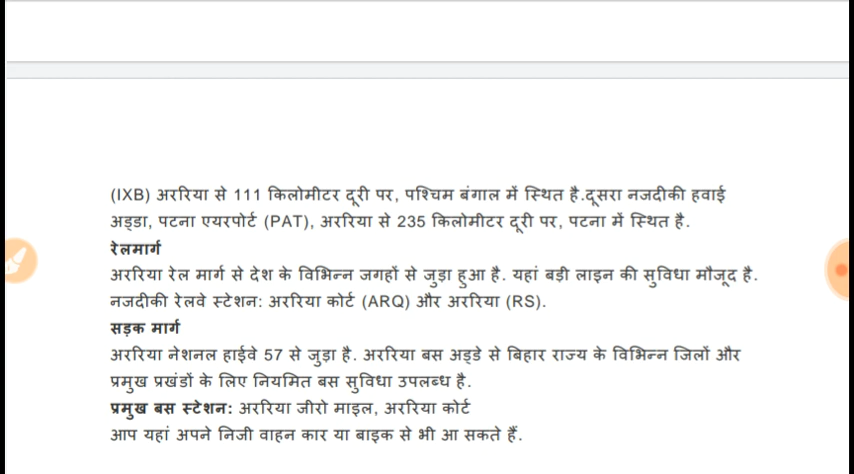 (IXB) अररिया से 111 किलोमीटर दूरी पर, पश्चिम बंगाल में स्थित है.दूसरा नजदीकी हवाई
अड्डा, पटना एयरपोर्ट (PAT), अररिया से 235 किलोमीटर दूरी पर, पटना में स्थित है.
रेलमार्ग
अररिया रेल मार्ग से देश के विभिन्न जगहों से जुड़ा हुआ है. यहां बड़ी लाइन की सुविधा मौजूद है.
नजदीकी रेलवे स्टेशन: अररिया कोर्ट (ARQ) और अररिया (RS).
सड़क मार्ग
अररिया नेशनल हाईवे 57 से जुड़ा है. अररिया बस अड्डे से बिहार राज्य के विभिन्न जिलों और
प्रमुख प्रखंडों के लिए नियमित बस सुविधा उपलब्ध है.
प्रमुख बस स्टेशन: अररिया जीरो माइल, अररिया कोर्ट
आप यहां अपने निजी वाहन कार या बाइक से भी आ सकते हैं.